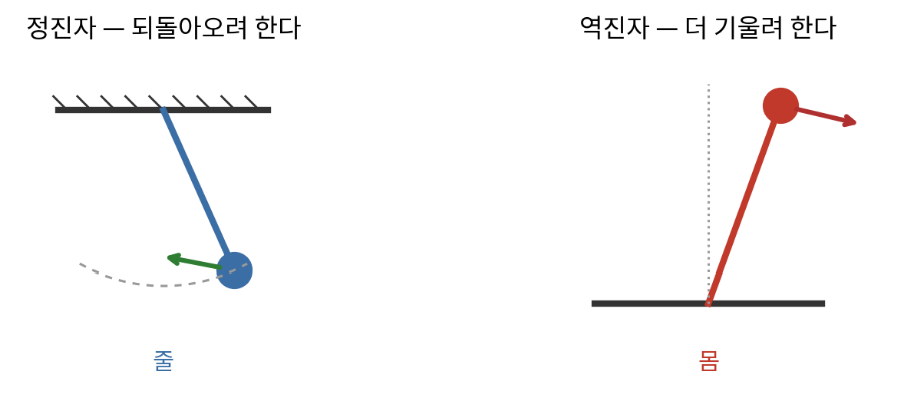 정진자 — 되돌아오려 한다
역진자 — 더 기울려 한다
줄
몸